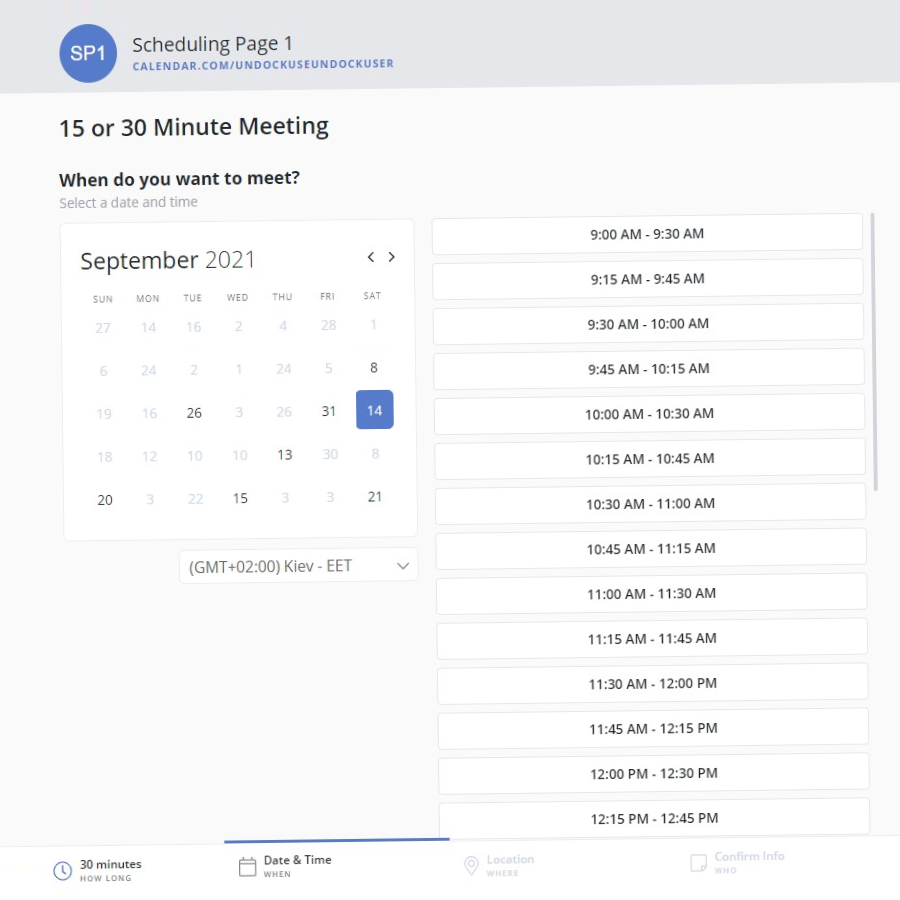 SP1
Scheduling Page 1
CALENDAR.COM/UNDOCKUSEUNDOCKUSER
15 or 30 Minute Meeting
When do you want to meet?
Select a date and time
September 2021
SUN MON TUE WED THU FRI SAT
27 14 16 2 4 28 1
6 24 2 1 24 5 8
19 16 26 3 26 31 14
18 12 10 10 13 30 8
20 3 22 15 3 3 21
(GMT+02:00) Kiev - EET
9:00 AM - 9:30 AM
9:15 AM - 9:45 AM
9:30 AM - 10:00 AM
9:45 AM - 10:15 AM
10:00 AM - 10:30 AM
10:15 AM - 10:45 AM
10:30 AM - 11:00 AM
10:45 AM - 11:15 AM
11:00 AM - 11:30 AM
11:15 AM - 11:45 AM
11:30 AM - 12:00 PM
11:45 AM - 12:15 PM
12:00 PM - 12:30 PM
12:15 PM - 12:45 PM
30 minutes
HOW LONG
Date & Time
WHEN
Location
WHERE
Confirm Info
WHO